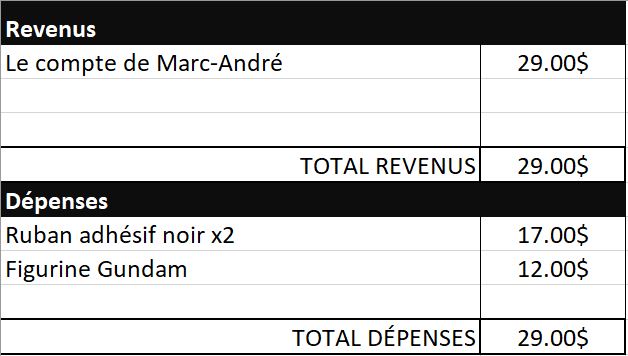 Revenus
Le compte de Marc-André 29.00$
TOTAL REVENUS 29.00$
Dépenses
Ruban adhésif noir x2 17.00$
Figurine Gundam 12.00$
TOTAL DÉPENSES 29.00$